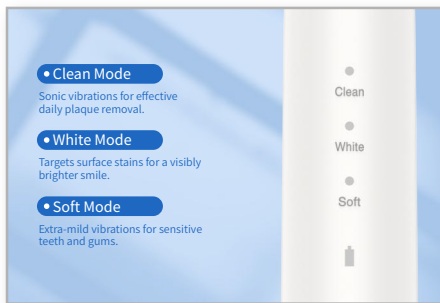 • Clean Mode
Sonic vibrations for effective
daily plaque removal.
• White Mode
Targets surface stains for a visibly
brighter smile.
• Soft Mode
Extra-mild vibrations for sensitive
teeth and gums.
Clean
White
Soft